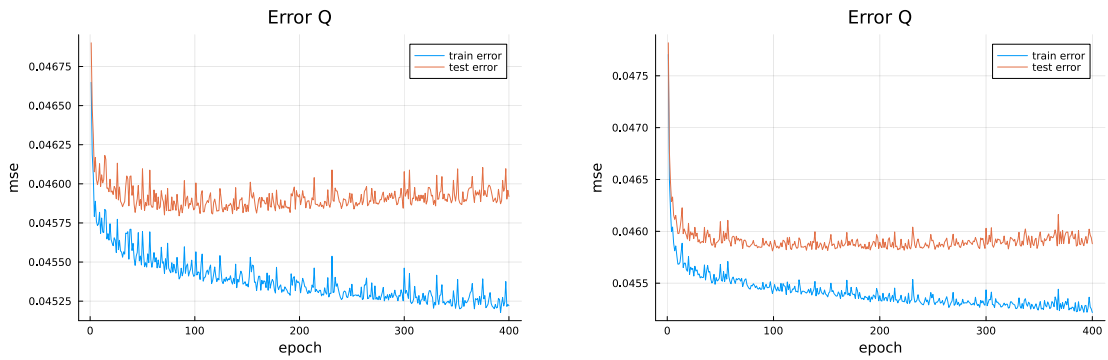 Error Q
train error
test error
0.04675
0.04650
0.04625
0.04600
0.04575
0.04550
0.04525
mse
0
100
200
300
400
epoch
Error Q
train error
test error
0.0475
0.0470
0.0465
0.0460
0.0455
mse
0
100
200
300
400
epoch